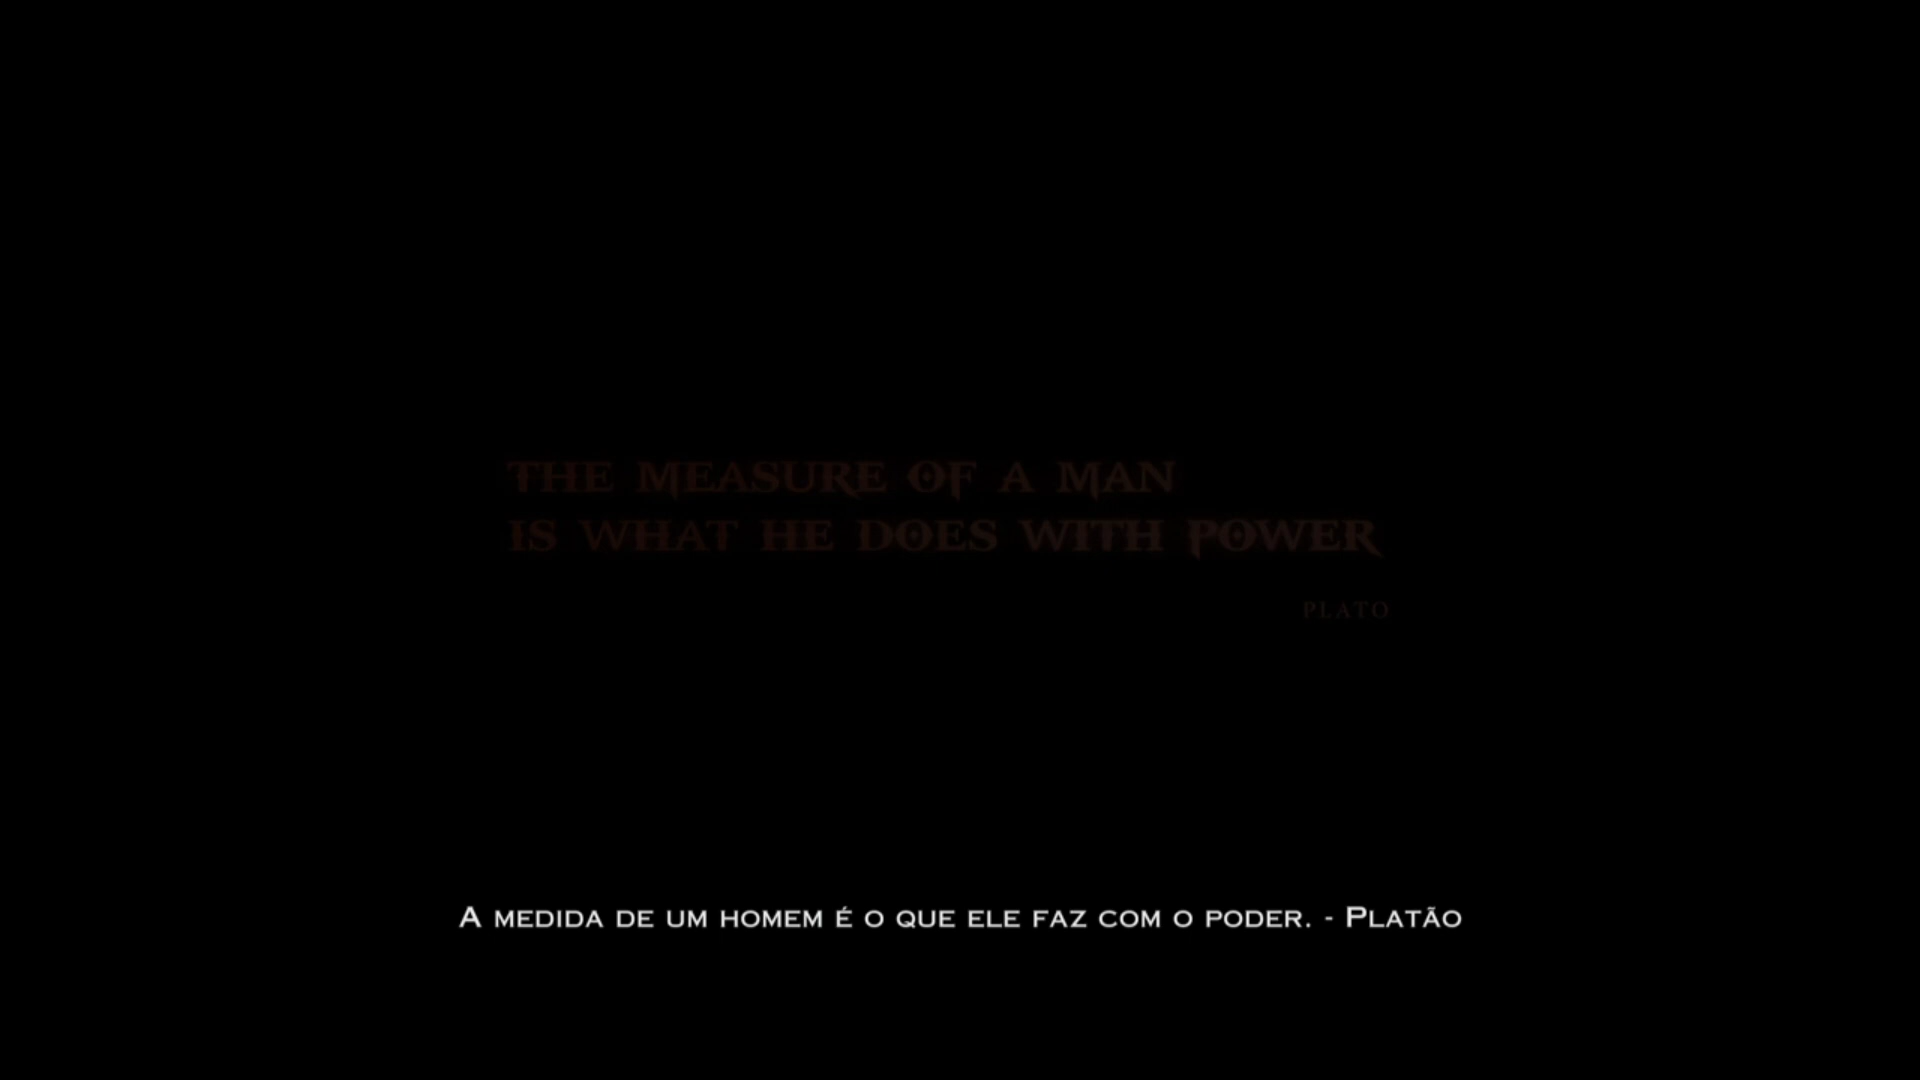 THE MEASURE OF A MAN
IS WHAT HE DOES WITH POWER
PLATO
A MEDIDA DE UM HOMEM É O QUE ELE FAZ COM O PODER. - PLATÃO